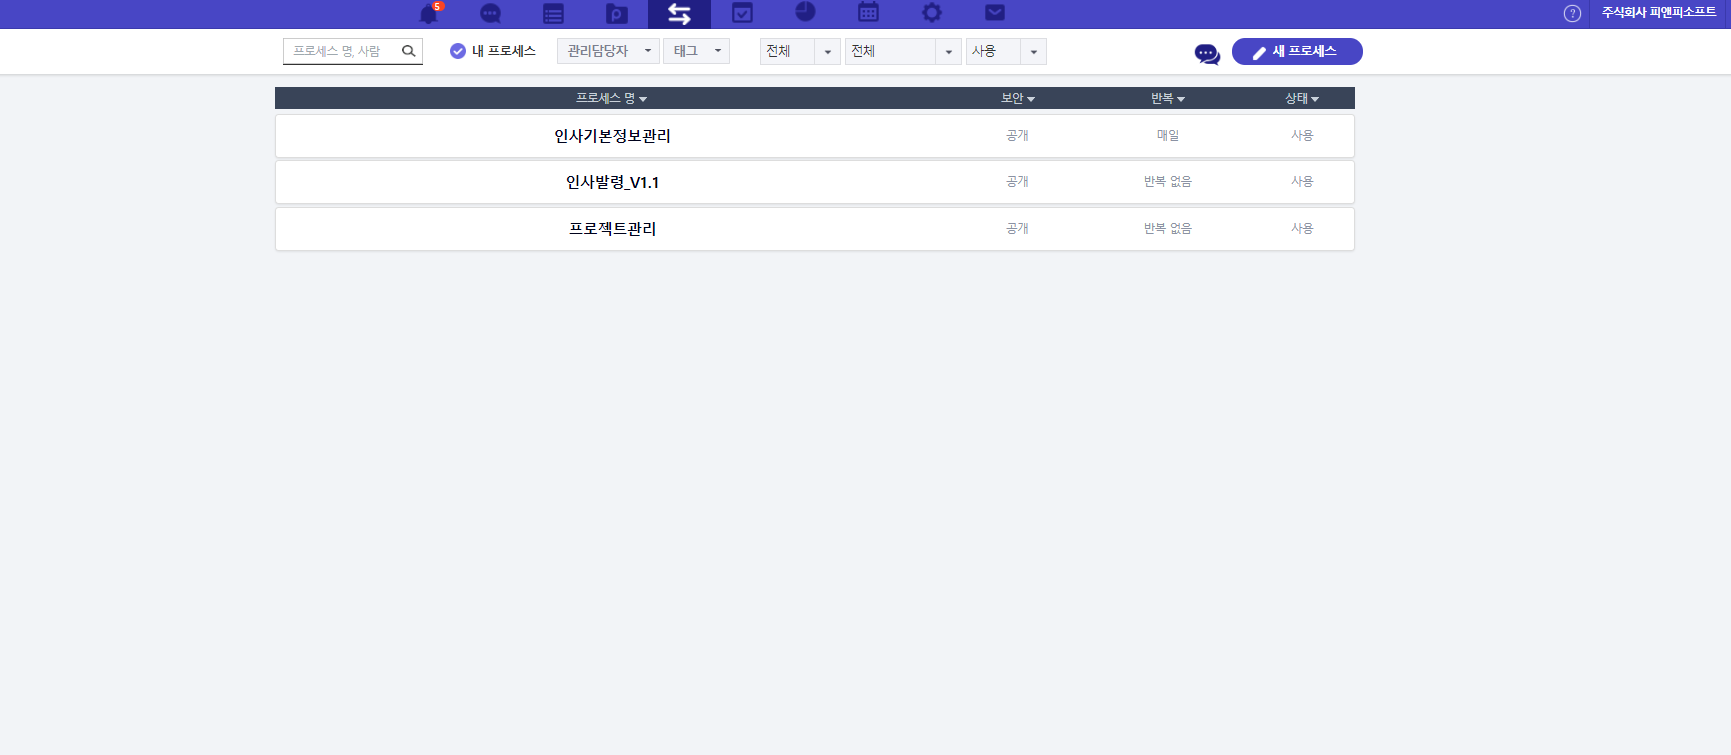 5
? 주식회사 피앤피소프트
프로세스 명, 사람 내 프로세스 관리담당자 태그 전체 전체 사용 새 프로세스
프로세스 명 보안 반복 상태
인사기본정보관리 공개 매일 사용
인사발령_V1.1 공개 반복 없음 사용
프로젝트관리 공개 반복 없음 사용